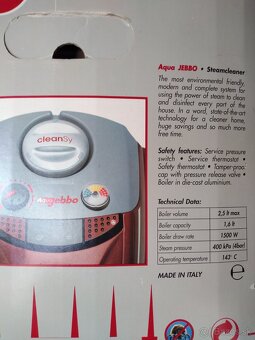 Aqua JEBBO • Steamcleaner
The most environmental friendly
modern and complete system for
using the power of steam to clean
and disinfect every part of the
house. In a word, state-of-the-art
technology for a cleaner home,
huge savings and so much more
free time.
Safety features: Service pressure
switch • Service thermostat •
Safety thermostat • Tamper proof
cap with pressure release valve •
Boiler in die-cast aluminium.
Technical Data:
Boiler volume 2,5 lt max
Boiler capacity 1,6 lt
Boiler draw rate 1500 W
Steam pressure 400 kPa (4bar)
Operating temperature 143° C
MADE IN ITALY
cleanSy